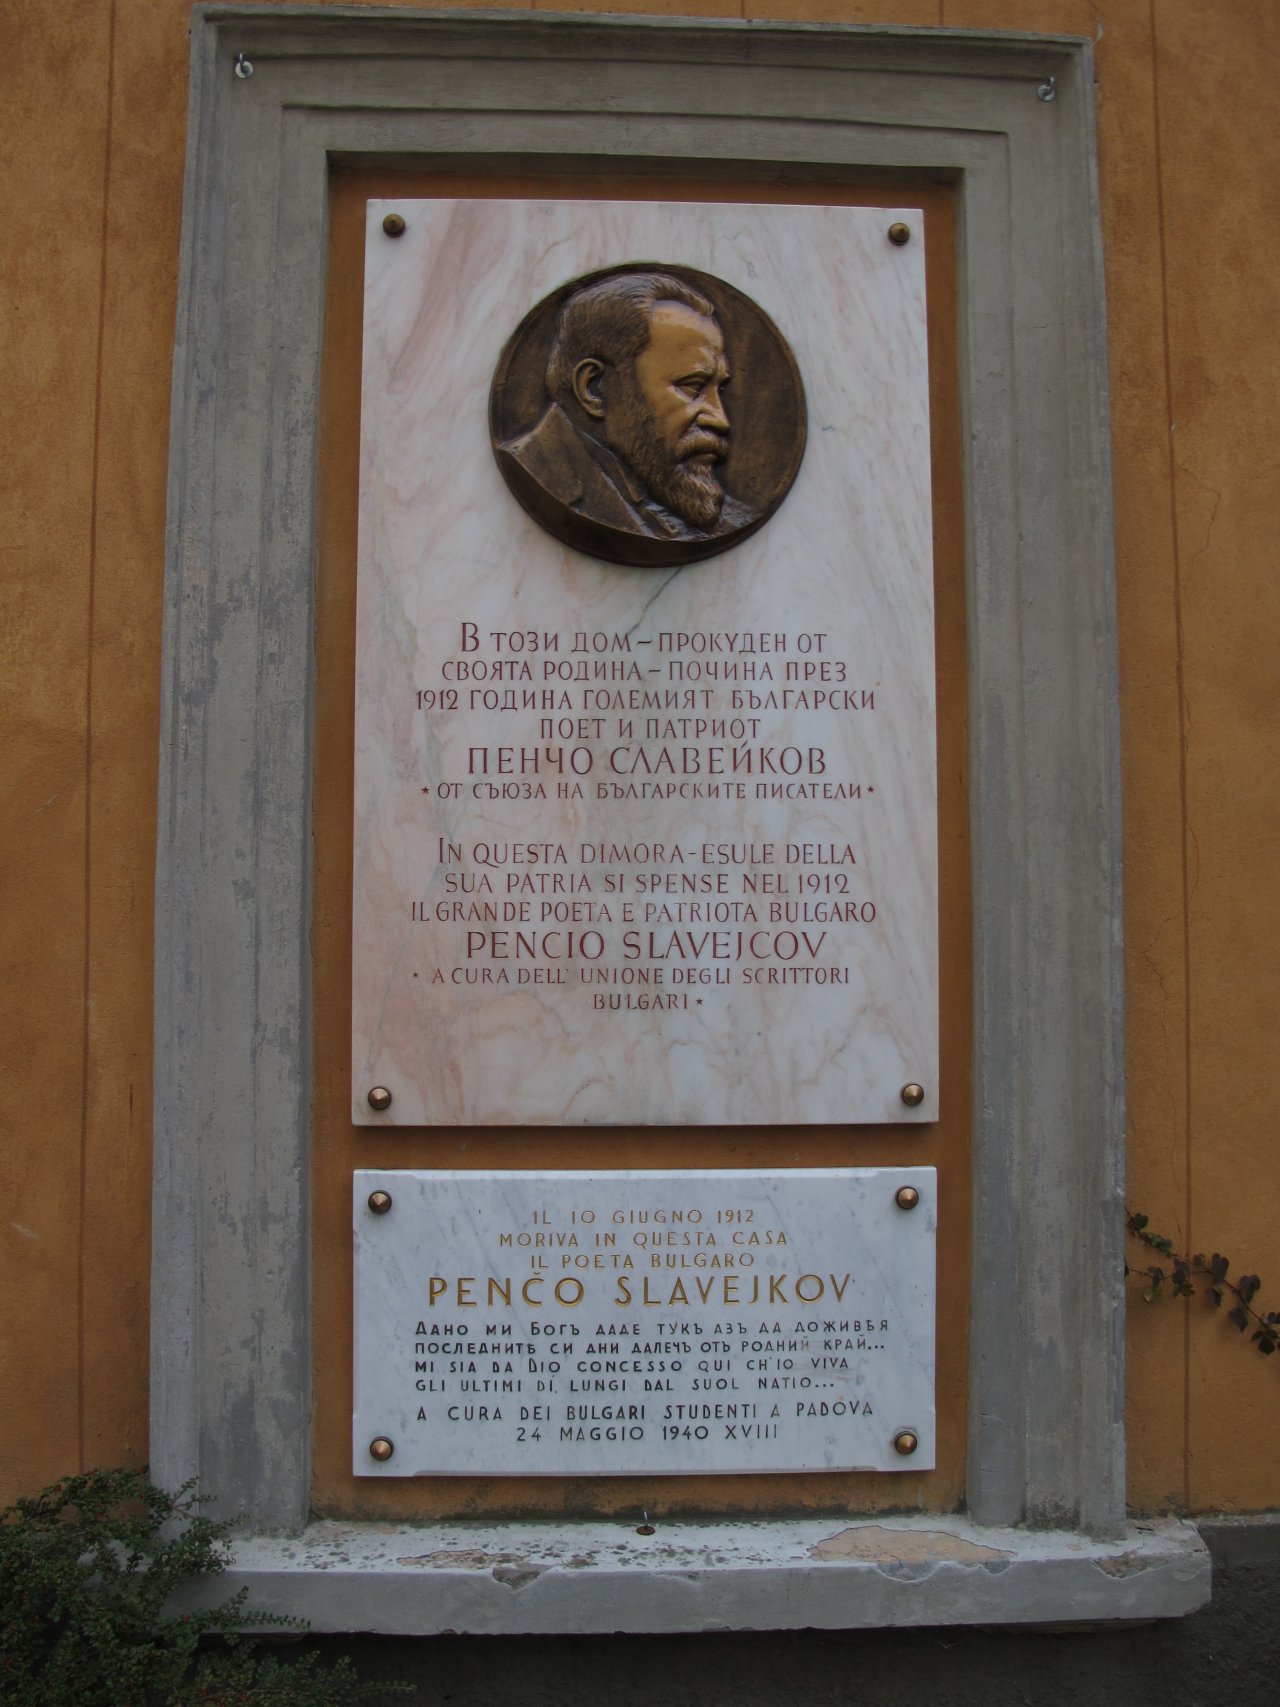 В ТОЗИ ДОМ–ПРОКУДЕН ОТ
СВОЯТА РОДИНА–ПОЧИНА ПРЕЗ
1912 ГОДИНА ГОЛЕМИЯТ БЪЛГАРСКИ
ПОЕТ И ПАТРИОТ
ПЕНЧО СЛАВЕЙКОВ
*ОТ СЪЮЗА НА БЪЛГАРСКИТЕ ПИСАТЕЛИ*
IN QUESTA DIMORA-ESULE DELLA
SUA PATRIA SI SPENSE NEL 1912
IL GRANDE POETA E PATRIOTA BULGARO
PENCIO SLAVEJCOV
*A CURA DELL' UNIONE DEGLI SCRITTORI
BULGARI*
IL 10 GIUGNO 1912
MORIVA IN QUESTA CASA
IL POETA BULGARO
PENČO SLAVEJKOV
ДАНО МИ БОГЪ ДАДЕ ТУКЪ АЗЪ ДА ДОЖИВѢЯ
ПОСЛЕДНИТѢ СИ ДНИ ДАЛЕЧЪ ОТЪ РОДНИЙ КРАЙ...
MI SIA DA DIO CONCESSO QUI CH'IO VIVA
GLI ULTIMI DÌ, LUNGI DAL SUOL NATIO...
A CURA DEI BULGARI STUDENTI A PADOVA
24 MAGGIO 1940 XVIII